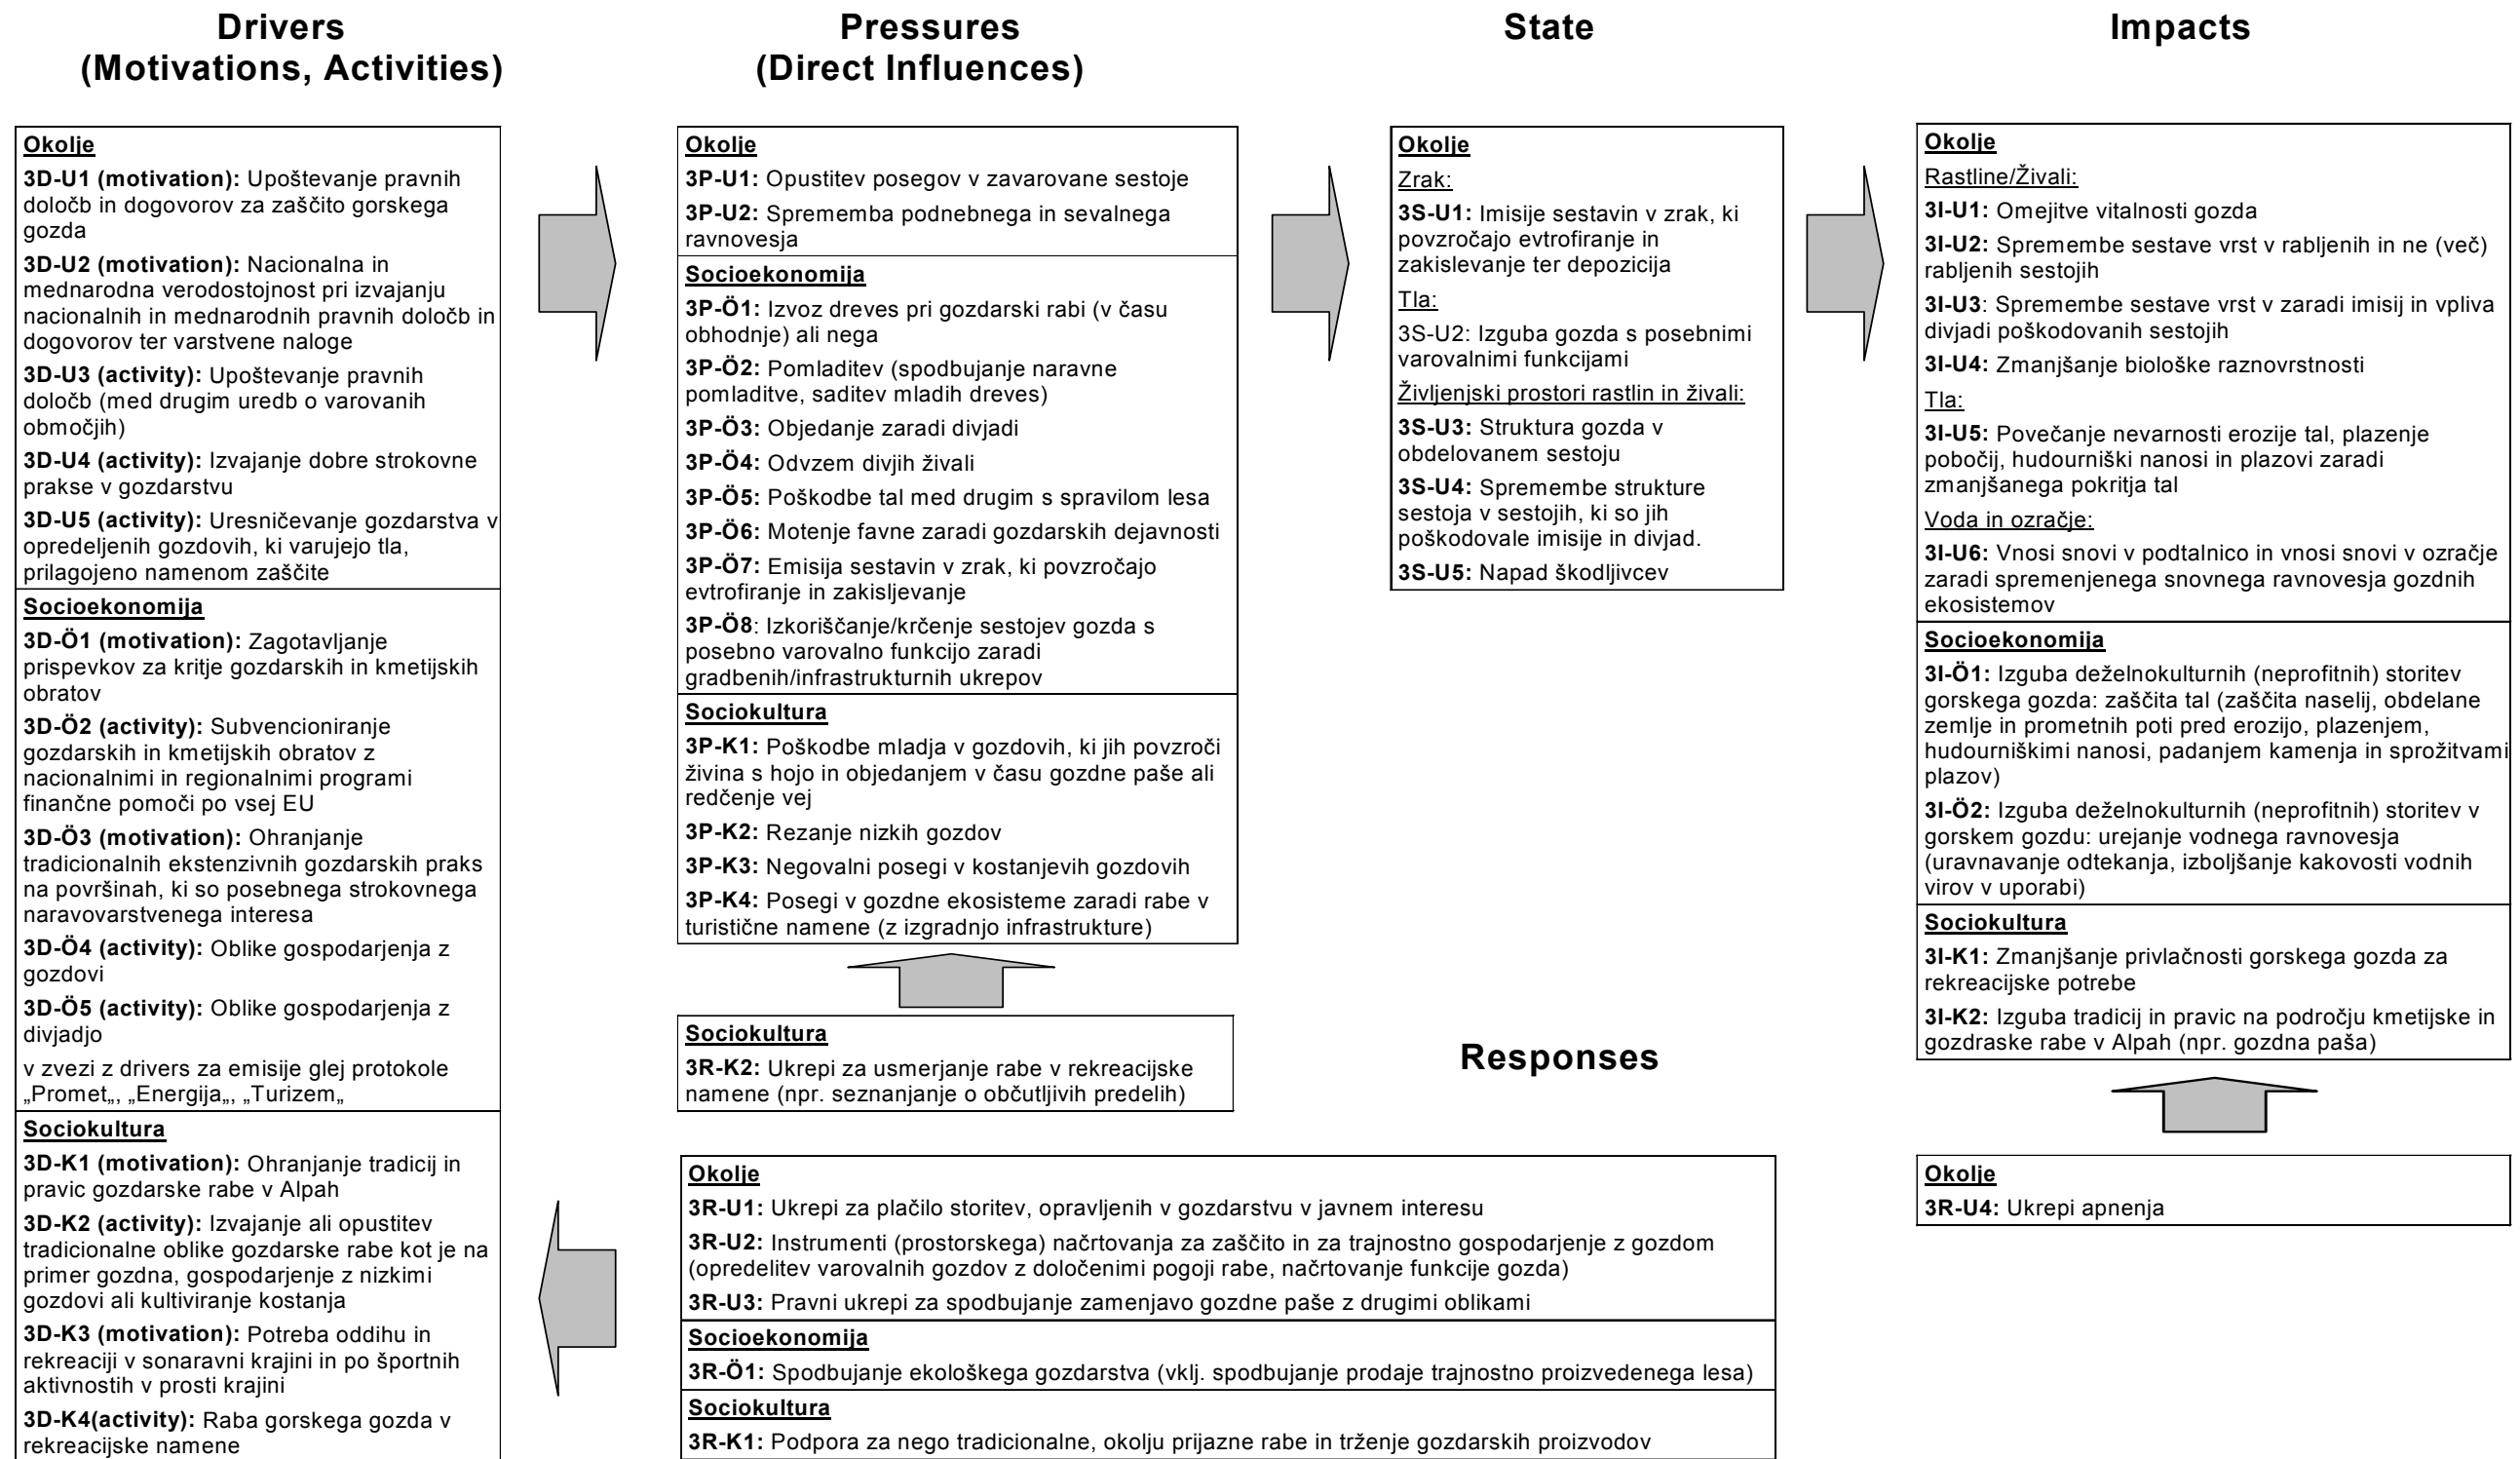 Drivers
(Motivations, Activities)
Okolje
3D-U1 (motivation): Upoštevanje pravnih
določb in dogovorov za zaščito gorskega
gozda
3D-U2 (motivation): Nacionalna in
mednarodna verodostojnost pri izvajanju
nacionalnih in mednarodnih pravnih določb in
dogovorov ter varstvene naloge
3D-U3 (activity): Upoštevanje pravnih
določb (med drugim uredb o varovanih
območjih)
3D-U4 (activity): Izvajanje dobre strokovne
prakse v gozdarstvu
3D-U5 (activity): Uresničevanje gozdarstva v
opredeljenih gozdovih, ki varujejo tla,
prilagojeno namenom zaščite
Socioekonomija
3D-Ö1 (motivation): Zagotavljanje
prispevkov za kritje gozdarskih in kmetijskih
obratov
3D-Ö2 (activity): Subvencioniranje
gozdarskih in kmetijskih obratov z
nacionalnimi in regionalnimi programi
finančne pomoči po vsej EU
3D-Ö3 (motivation): Ohranjanje
tradicionalnih ekstenzivnih gozdarskih praks
na površinah, ki so posebnega strokovnega
naravovarstvenega interesa
3D-Ö4 (activity): Oblike gospodarjenja z
gozdovi
3D-Ö5 (activity): Oblike gospodarjenja z
divjadjo
v zvezi z drivers za emisije glej protokole
„Promet„, „Energija„, „Turizem„
Sociokultura
3D-K1 (motivation): Ohranjanje tradicij in
pravic gozdarske rabe v Alpah
3D-K2 (activity): Izvajanje ali opustitev
tradicionalne oblike gozdarske rabe kot je na
primer gozdna, gospodarjenje z nizkimi
gozdovi ali kultiviranje kostanja
3D-K3 (motivation): Potreba oddihu in
rekreaciji v sonaravni krajini in po športnih
aktivnostih v prosti krajini
3D-K4(activity): Raba gorskega gozda v
rekreacijske namene
Pressures
(Direct Influences)
Okolje
3P-U1: Opustitev posegov v zavarovane sestoje
3P-U2: Sprememba podnebnega in sevalnega
ravnovesja
Socioekonomija
3P-Ö1: Izvoz dreves pri gozdarski rabi (v času
obhodnje) ali nega
3P-Ö2: Pomladitev (spodbujanje naravne
pomladitve, saditev mladih dreves)
3P-Ö3: Objedanje zaradi divjadi
3P-Ö4: Odvzem divjih živali
3P-Ö5: Poškodbe tal med drugim s spravilom lesa
3P-Ö6: Motenje favne zaradi gozdarskih dejavnosti
3P-Ö7: Emisija sestavin v zrak, ki povzročajo
evtrofiranje in zakisljevanje
3P-Ö8: Izkoriščanje/krčenje sestojev gozda s
posebno varovalno funkcijo zaradi
gradbenih/infrastrukturnih ukrepov
Sociokultura
3P-K1: Poškodbe mladja v gozdovih, ki jih povzroči
živina s hojo in objedanjem v času gozdne paše ali
redčenje vej
3P-K2: Rezanje nizkih gozdov
3P-K3: Negovalni posegi v kostanjevih gozdovih
3P-K4: Posegi v gozdne ekosisteme zaradi rabe v
turistične namene (z izgradnjo infrastrukture)
Sociokultura
3R-K2: Ukrepi za usmerjanje rabe v rekreacijske
namene (npr. seznanjanje o občutljivih predelih)
State
Okolje
Zrak:
3S-U1: Imisije sestavin v zrak, ki
povzročajo evtrofiranje in
zakislevanje ter depozicija
Tla:
3S-U2: Izguba gozda s posebnimi
varovalnimi funkcijami
Življenjski prostori rastlin in živali:
3S-U3: Struktura gozda v
obdelovanem sestoju
3S-U4: Spremembe strukture
sestoja v sestojih, ki so jih
poškodovale imisije in divjad.
3S-U5: Napad škodljivcev
Impacts
Okolje
Rastline/Živali:
3I-U1: Omejitve vitalnosti gozda
3I-U2: Spremembe sestave vrst v rabljenih in ne (več)
rabljenih sestojih
3I-U3: Spremembe sestave vrst v zaradi imisij in vpliva
divjadi poškodovanih sestojih
3I-U4: Zmanjšanje biološke raznovrstnosti
Tla:
3I-U5: Povečanje nevarnosti erozije tal, plazenje
pobočij, hudourniški nanosi in plazovi zaradi
zmanjšanega pokritja tal
Voda in ozračje:
3I-U6: Vnosi snovi v podtalnico in vnosi snovi v ozračje
zaradi spremenjenega snovnega ravnovesja gozdnih
ekosistemov
Socioekonomija
3I-Ö1: Izguba deželnokulturnih (neprofitnih) storitev
gorskega gozda: zaščita tal (zaščita naselij, obdelane
zemlje in prometnih poti pred erozijo, plazenjem,
hudourniškimi nanosi, padanjem kamenja in sprožitvami
plazov)
3I-Ö2: Izguba deželnokulturnih (neprofitnih) storitev v
gorskem gozdu: urejanje vodnega ravnovesja
(uravnavanje odtekanja, izboljšanje kakovosti vodnih
virov v uporabi)
Sociokultura
3I-K1: Zmanjšanje privlačnosti gorskega gozda za
rekreacijske potrebe
3I-K2: Izguba tradicij in pravic na področju kmetijske in
gozdraske rabe v Alpah (npr. gozdna paša)
Responses
Okolje
3R-U1: Ukrepi za plačilo storitev, opravljenih v gozdarstvu v javnem interesu
3R-U2: Instrumenti (prostorskega) načrtovanja za zaščito in za trajnostno gospodarjenje z gozdom
(opredelitev varovalnih gozdov z določenimi pogoji rabe, načrtovanje funkcije gozda)
3R-U3: Pravni ukrepi za spodbujanje zamenjavo gozdne paše z drugimi oblikami
Socioekonomija
3R-Ö1: Spodbujanje ekološkega gozdarstva (vklj. spodbujanje prodaje trajnostno proizvedenega lesa)
Sociokultura
3R-K1: Podpora za nego tradicionalne, okolju prijazne rabe in trženje gozdarskih proizvodov
Okolje
3R-U4: Ukrepi apnenja